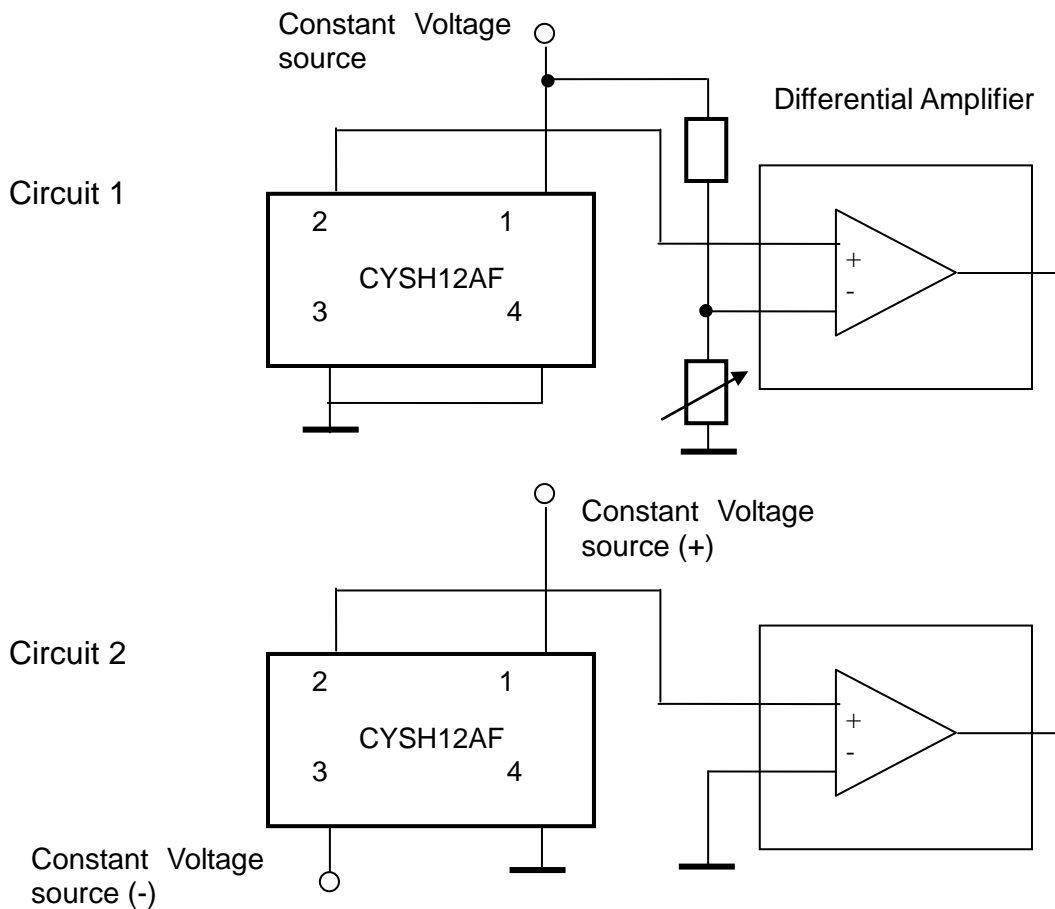 Constant Voltage
source
Differential Amplifier
Circuit 1
2 1
CYSH12AF
3 4
+
-
Constant Voltage
source (+)
Circuit 2
2 1
CYSH12AF
3 4
+
-
Constant Voltage
source (-)